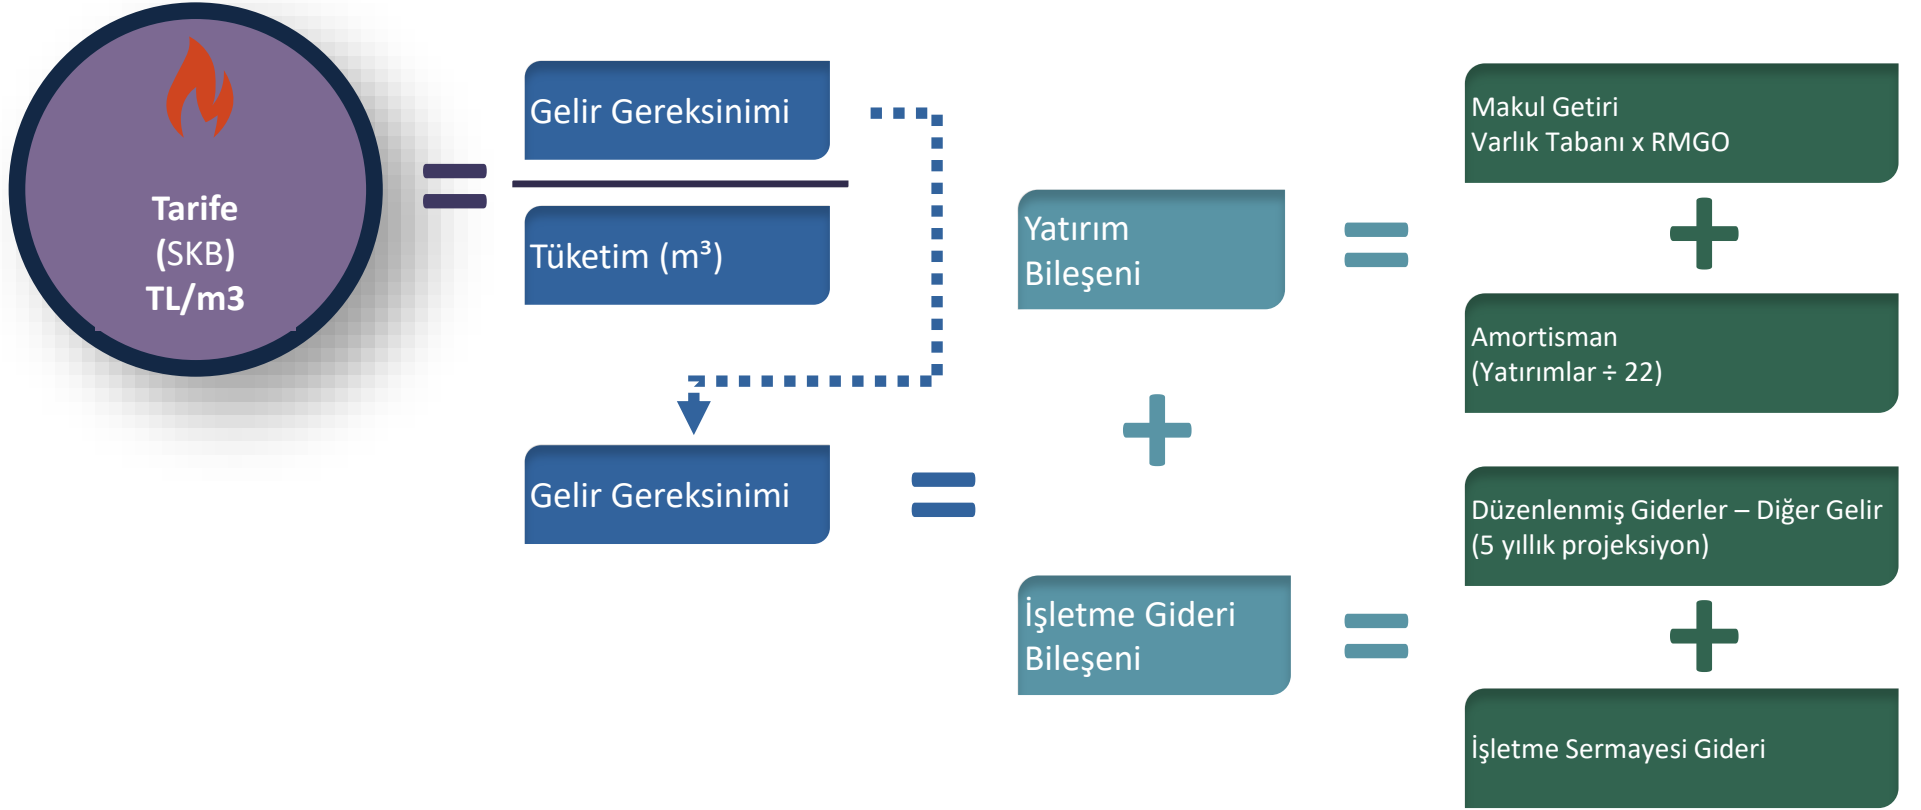 Tarife
(SKB)
TL/m3
=
Gelir Gereksinimi
Tüketim (m³)
Gelir Gereksinimi
=
Yatırım
Bileşeni
+
İşletme Gideri
Bileşeni
=
Makul Getiri
Varlık Tabanı x RMGO
+
Amortisman
(Yatırımlar ÷ 22)
=
Düzenlenmiş Giderler – Diğer Gelir
(5 yıllık projeksiyon)
+
İşletme Sermayesi Gideri